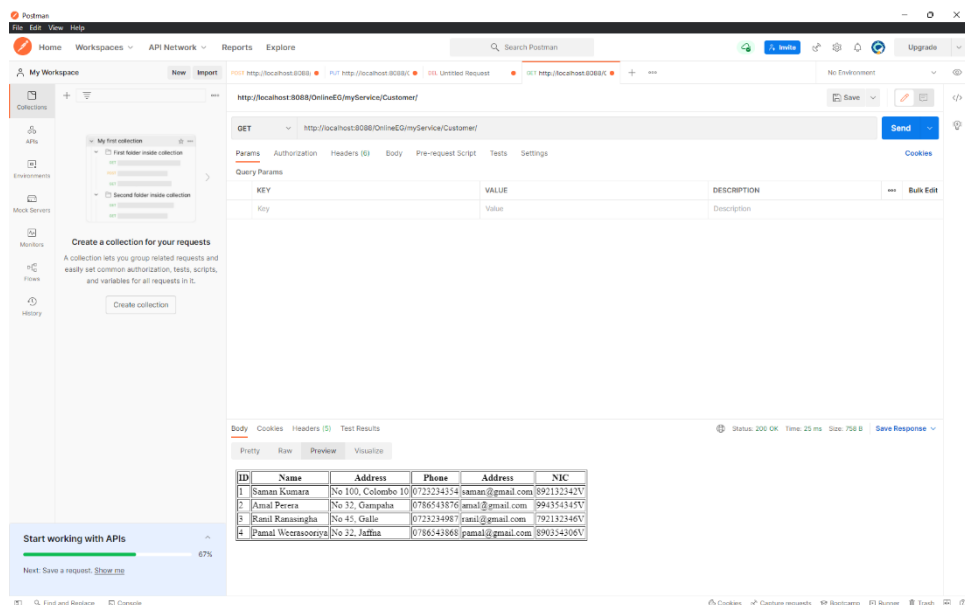 Postman
File Edit View Help
Home Workspaces API Network Reports Explore Search Postman Invite Upgrade
My Workspace New Import POST http://localhost:8088/ PUT http://localhost:8088/C DEL Untitled Request GET http://localhost:8088/C No Environment
Collections
http://localhost:8088/OnlineEG/myService/Customer/ Save
APIs
GET http://localhost:8088/OnlineEG/myService/Customer/ Send
My first collection
First folder inside collection
Params Authorization Headers (6) Body Pre-request Script Tests Settings Cookies
Environments
Query Params
KEY VALUE DESCRIPTION Bulk Edit
Second folder inside collection
Mock Servers
Key Value Description
Monitors
Create a collection for your requests
A collection lets you group related requests and
easily set common authorization, tests, scripts,
and variables for all requests in it.
Flows
Create collection
History
Body Cookies Headers (5) Test Results Status: 200 OK Time: 25 ms Size: 758 B Save Response
Pretty Raw Preview Visualize
ID Name Address Phone Address NIC
1 Saman Kumara No 100, Colombo 10 0723234354 saman@gmail.com 892132342V
2 Amal Perera No 32, Gampaha 0786543876 amal@gmail.com 994354345V
3 Ranil Ranasingha No 45, Galle 0723234987 ranil@gmail.com 792132346V
4 Pamal Weerasooriya No 32, Jaffna 0786543868 pamal@gmail.com 890354306V
Start working with APIs
67%
Next: Save a request. Show me
Find and Replace Console Cookies Capture requests Bootcamp Runner Trash